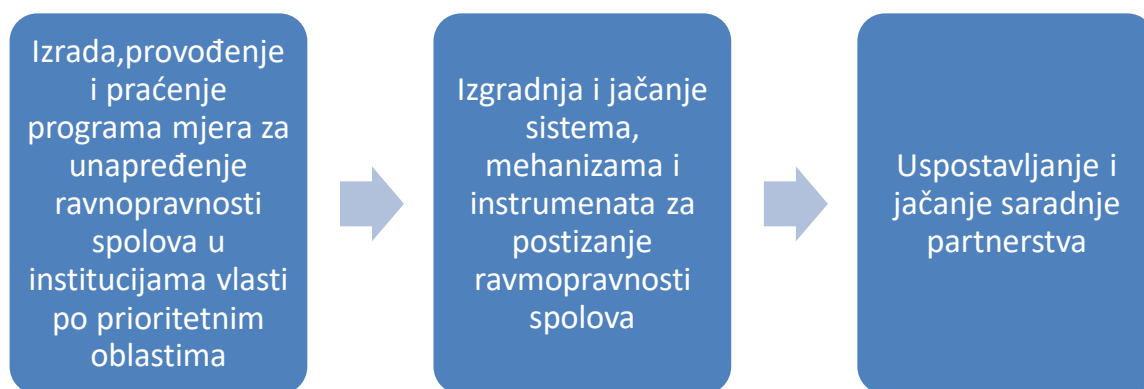 Izrada,provođenje
i praćenje
programa mjera za
unapređenje
ravnopravnosti
spolova u
institucijama vlasti
po prioritetnim
oblastima
Izgradnja i jačanje
sistema,
mehanizama i
instrumenata za
postizanje
ravmopravnosti
spolova
Uspostavljanje i
jačanje saradnje
partnerstva